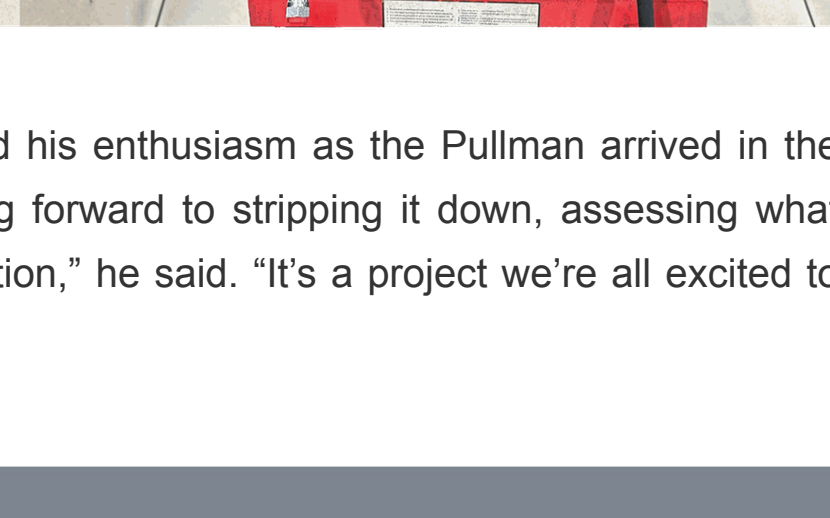 his enthusiasm as the Pullman arrived in the
forward to stripping it down, assessing what
tion,” he said. “It’s a project we’re all excited to